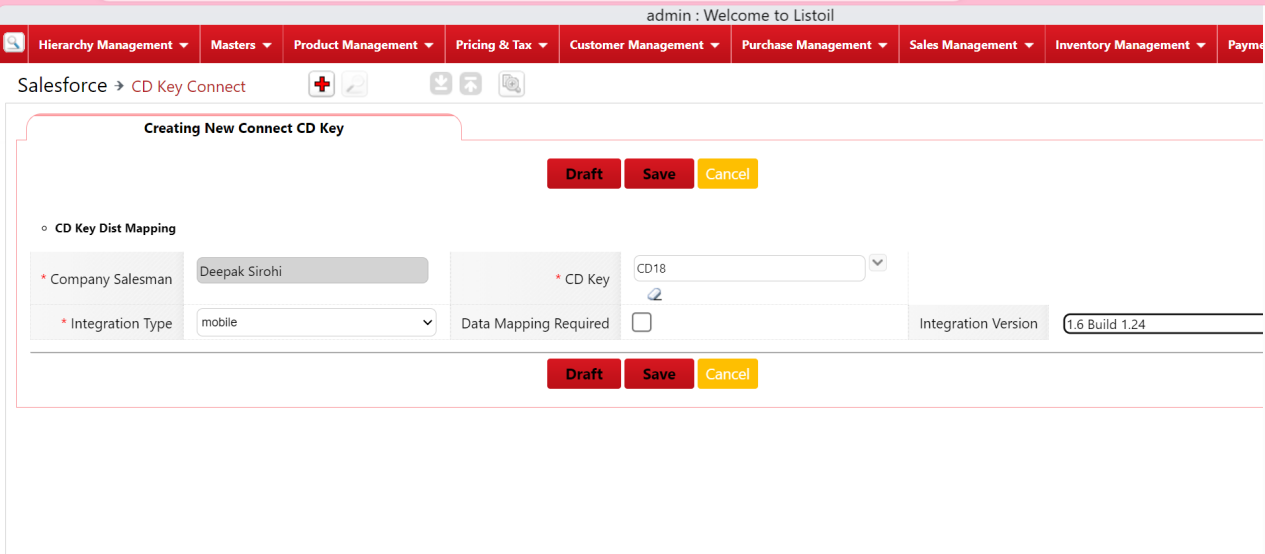 admin : Welcome to Listoil
Hierarchy Management Masters Product Management Pricing & Tax Customer Management Purchase Management Sales Management Inventory Management Payme
Salesforce → CD Key Connect
Creating New Connect CD Key
Draft Save Cancel
CD Key Dist Mapping
* Company Salesman Deepak Sirohi * CD Key CD18
* Integration Type mobile Data Mapping Required Integration Version 1.6 Build 1.24
Draft Save Cancel